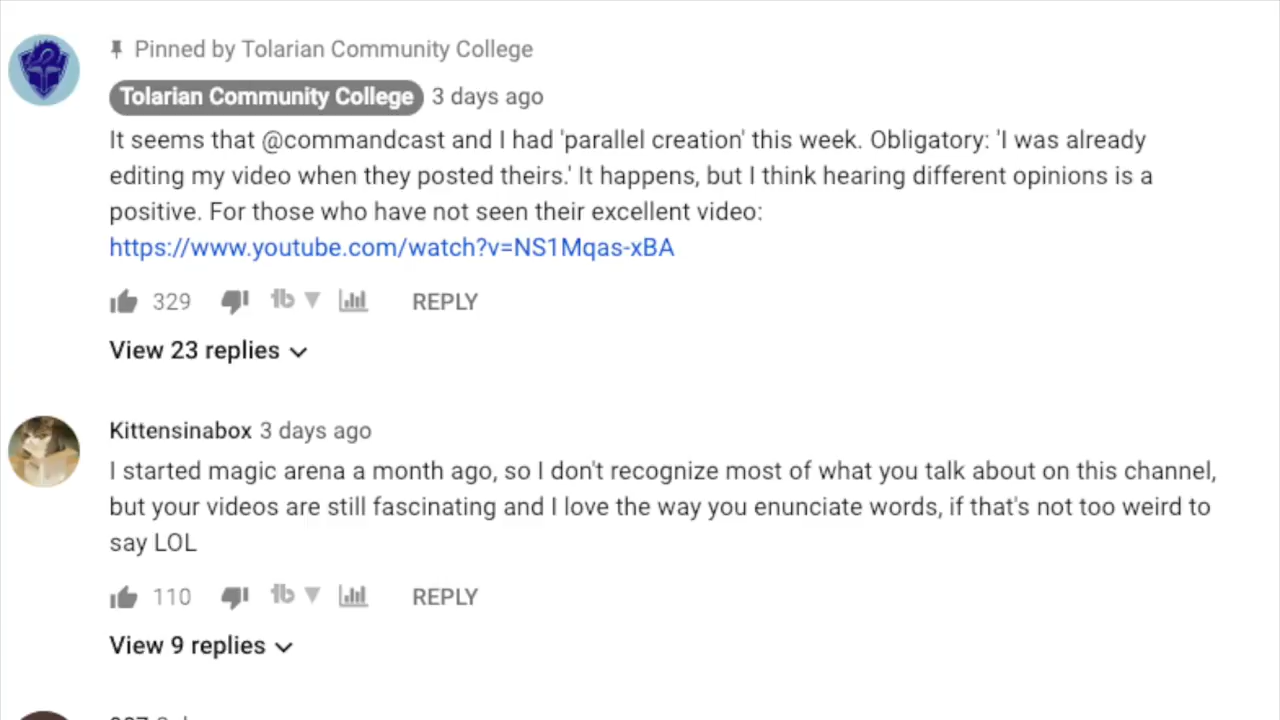 Pinned by Tolarian Community College
Tolarian Community College 3 days ago
It seems that @commandcast and I had 'parallel creation' this week. Obligatory: 'I was already
editing my video when they posted theirs.' It happens, but I think hearing different opinions is a
positive. For those who have not seen their excellent video:
https://www.youtube.com/watch?v=NS1Mqas-xBA
329 REPLY
View 23 replies
Kittensinabox 3 days ago
I started magic arena a month ago, so I don't recognize most of what you talk about on this channel,
but your videos are still fascinating and I love the way you enunciate words, if that's not too weird to
say LOL
110 REPLY
View 9 replies